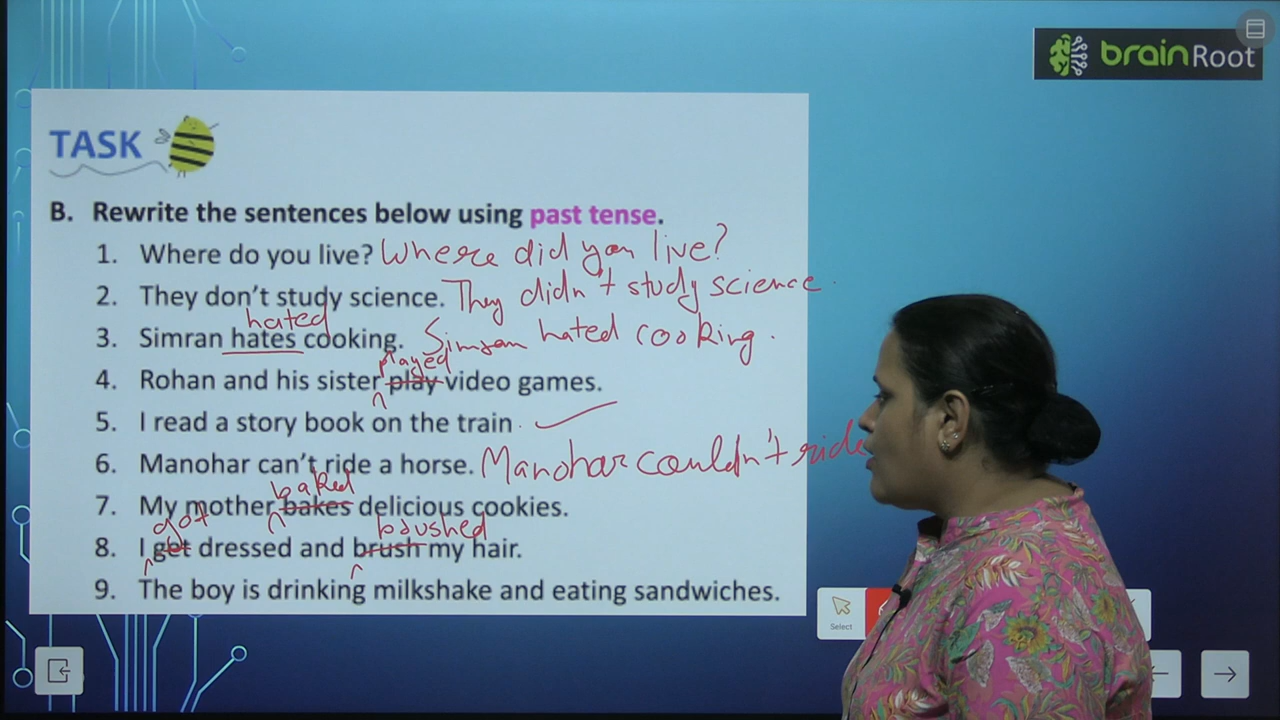 brainRoot
TASK
B. Rewrite the sentences below using past tense.
1. Where do you live? Where did you live?
2. They don't study science. They didn't study science.
hated
3. Simran hates cooking. Simran hated cooking.
played
4. Rohan and his sister play video games.
5. I read a story book on the train.
6. Manohar can't ride a horse. Manohar couldn't ride
baked
7. My mother bakes delicious cookies.
got brushed
8. I get dressed and brush my hair.
9. The boy is drinking milkshake and eating sandwiches.
Select